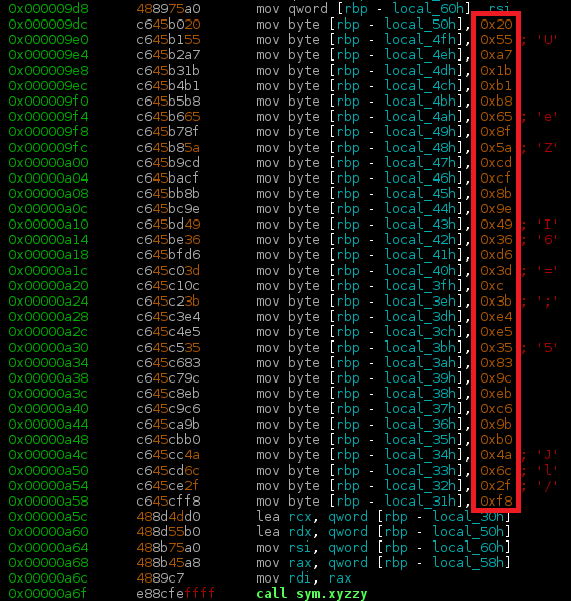 0x000009d8 488975a0 mov qword [rbp - local_60h], rsi
0x000009dc c645b020 mov byte [rbp - local_50h], 0x20
0x000009e0 c645b155 mov byte [rbp - local_4fh], 0x55 ; 'U'
0x000009e4 c645b2a7 mov byte [rbp - local_4eh], 0xa7
0x000009e8 c645b31b mov byte [rbp - local_4dh], 0x1b
0x000009ec c645b4b1 mov byte [rbp - local_4ch], 0xb1
0x000009f0 c645b5b8 mov byte [rbp - local_4bh], 0xb8
0x000009f4 c645b665 mov byte [rbp - local_4ah], 0x65 ; 'e'
0x000009f8 c645b78f mov byte [rbp - local_49h], 0x8f
0x000009fc c645b85a mov byte [rbp - local_48h], 0x5a ; 'Z'
0x00000a00 c645b9cd mov byte [rbp - local_47h], 0xcd
0x00000a04 c645bacf mov byte [rbp - local_46h], 0xcf
0x00000a08 c645bb8b mov byte [rbp - local_45h], 0x8b
0x00000a0c c645bc9e mov byte [rbp - local_44h], 0x9e
0x00000a10 c645bd49 mov byte [rbp - local_43h], 0x49 ; 'I'
0x00000a14 c645be36 mov byte [rbp - local_42h], 0x36 ; '6'
0x00000a18 c645bfd6 mov byte [rbp - local_41h], 0xd6
0x00000a1c c645c03d mov byte [rbp - local_40h], 0x3d ; '='
0x00000a20 c645c10c mov byte [rbp - local_3fh], 0xc
0x00000a24 c645c23b mov byte [rbp - local_3eh], 0x3b ; ';'
0x00000a28 c645c3e4 mov byte [rbp - local_3dh], 0xe4
0x00000a2c c645c4e5 mov byte [rbp - local_3ch], 0xe5
0x00000a30 c645c535 mov byte [rbp - local_3bh], 0x35 ; '5'
0x00000a34 c645c683 mov byte [rbp - local_3ah], 0x83
0x00000a38 c645c79c mov byte [rbp - local_39h], 0x9c
0x00000a3c c645c8eb mov byte [rbp - local_38h], 0xeb
0x00000a40 c645c9c6 mov byte [rbp - local_37h], 0xc6
0x00000a44 c645ca9b mov byte [rbp - local_36h], 0x9b
0x00000a48 c645cbb0 mov byte [rbp - local_35h], 0xb0
0x00000a4c c645cc4a mov byte [rbp - local_34h], 0x4a ; 'J'
0x00000a50 c645cd6c mov byte [rbp - local_33h], 0x6c ; 'l'
0x00000a54 c645ce2f mov byte [rbp - local_32h], 0x2f ; '/'
0x00000a58 c645cff8 mov byte [rbp - local_31h], 0xf8
0x00000a5c 488d4dd0 lea rcx, qword [rbp - local_30h]
0x00000a60 488d55b0 lea rdx, qword [rbp - local_50h]
0x00000a64 488b75a0 mov rsi, qword [rbp - local_60h]
0x00000a68 488b45a8 mov rax, qword [rbp - local_58h]
0x00000a6c 4889c7 mov rdi, rax
0x00000a6f e88cfeffff call sym.xyzzy